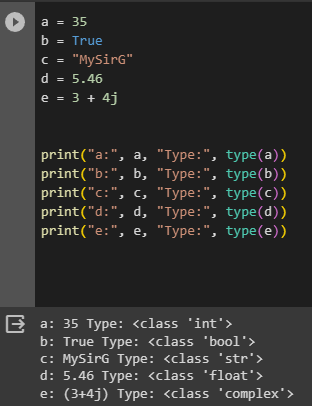 a = 35
b = True
c = "MySirG"
d = 5.46
e = 3 + 4j
print("a:", a, "Type:", type(a))
print("b:", b, "Type:", type(b))
print("c:", c, "Type:", type(c))
print("d:", d, "Type:", type(d))
print("e:", e, "Type:", type(e))
a: 35 Type: <class 'int'>
b: True Type: <class 'bool'>
c: MySirG Type: <class 'str'>
d: 5.46 Type: <class 'float'>
e: (3+4j) Type: <class 'complex'>